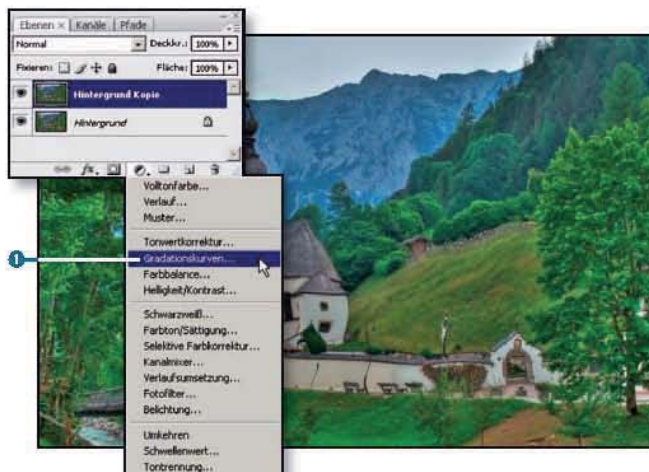 Ebenen × Kanäle Pfade
Normal Deckkr.: 100%
Fixieren: Fläche: 100%
Hintergrund Kopie
Hintergrund
fx.
Volltonfarbe...
Verlauf...
Muster...
Tonwertkorrektur...
1 Gradationskurven...
Farbbalance...
Helligkeit/Kontrast...
Schwarzweiß...
Farbton/Sättigung...
Selektive Farbkorrektur...
Kanalmixer...
Verlaufsumsetzung...
Fotofilter...
Belichtung...
Umkehren
Schwellenwert...
Tontrennung...